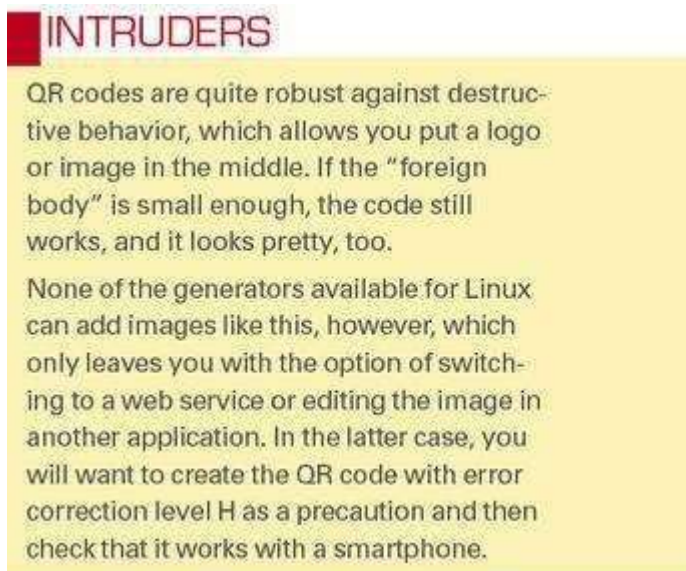 INTRUDERS
QR codes are quite robust against destruc-
tive behavior, which allows you put a logo
or image in the middle. If the “foreign
body” is small enough, the code still
works, and it looks pretty, too.
None of the generators available for Linux
can add images like this, however, which
only leaves you with the option of switch-
ing to a web service or editing the image in
another application. In the latter case, you
will want to create the QR code with error
correction level H as a precaution and then
check that it works with a smartphone.